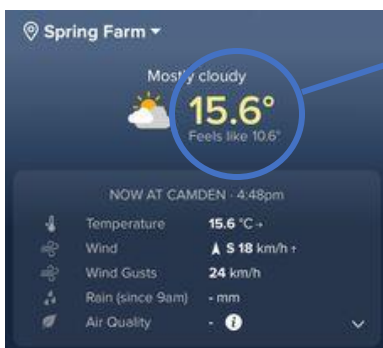 Spring Farm
Mostly cloudy
15.6°
Feels like 10.6°
NOW AT CAMDEN · 4:48pm
Temperature 15.6 °C
Wind S 18 km/h
Wind Gusts 24 km/h
Rain (since 9am) - mm
Air Quality -